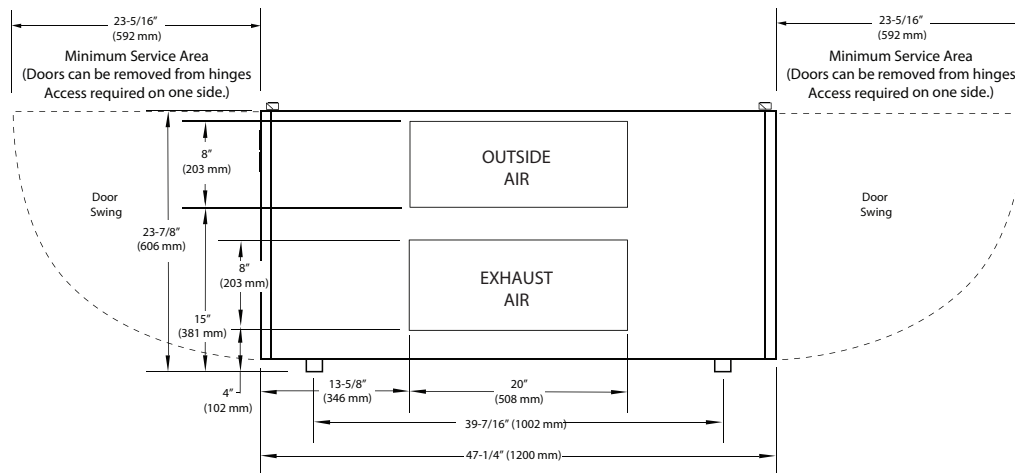 23-5/16”
(592 mm)
Minimum Service Area
(Doors can be removed from hinges
Access required on one side.)
23-5/16”
(592 mm)
Minimum Service Area
(Doors can be removed from hinges
Access required on one side.)
8”
(203 mm)
OUTSIDE
AIR
Door
Swing
Door
Swing
23-7/8”
(606 mm)
8”
(203 mm)
EXHAUST
AIR
15”
(381 mm)
4”
(102 mm)
13-5/8”
(346 mm)
20”
(508 mm)
39-7/16” (1002 mm)
47-1/4” (1200 mm)